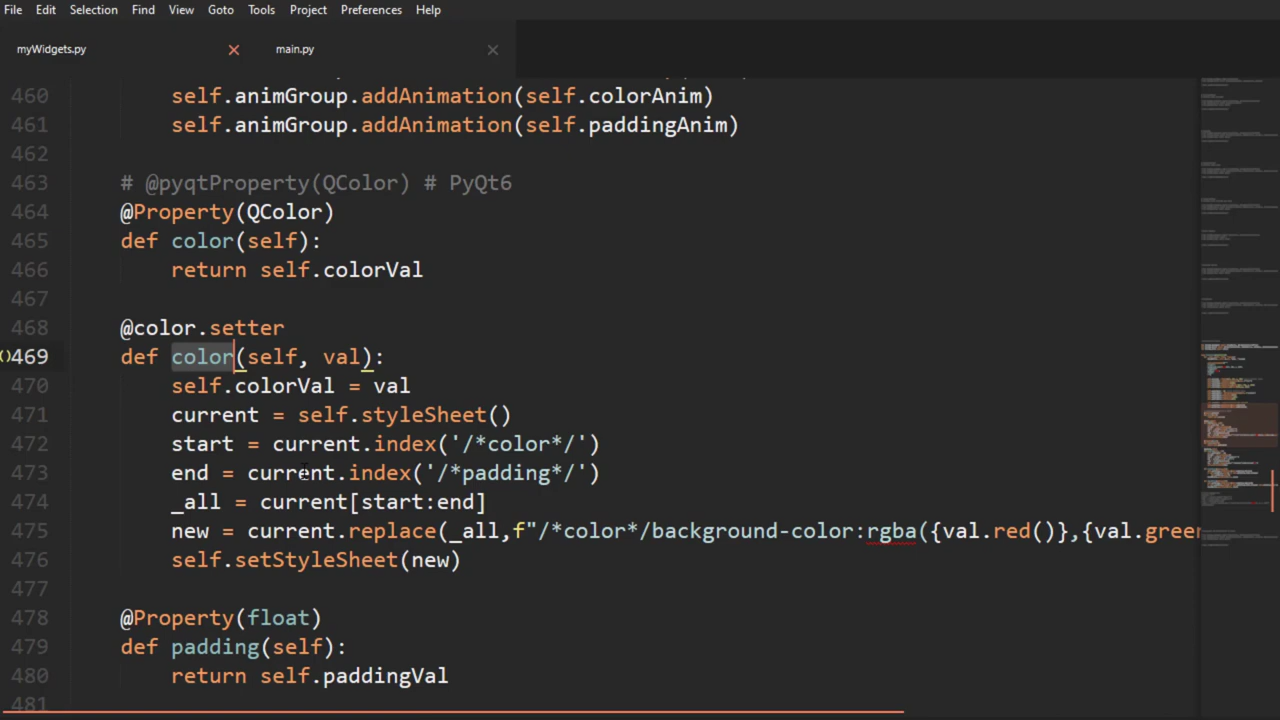 File Edit Selection View Goto Tools Project Preferences Help
myWidgets.py main.py
460 self.animGroup.addAnimation(self.colorAnim)
461 self.animGroup.addAnimation(self.paddingAnim)
462
463 # @pyqtProperty(QColor) # PyQt6
464 @Property(QColor)
465 def color(self):
466 return self.colorVal
467
468 @color.setter
469 def color(self, val):
470 self.colorVal = val
471 current = self.styleSheet()
472 start = current.index('/*color*/')
473 end = current.index('/*padding*/')
474 _all = current[start:end]
475 new = current.replace(_all,f"/*color*/background-color:rgba({val.red()},{val.green
476 self.setStyleSheet(new)
477
478 @Property(float)
479 def padding(self):
480 return self.paddingVal
481